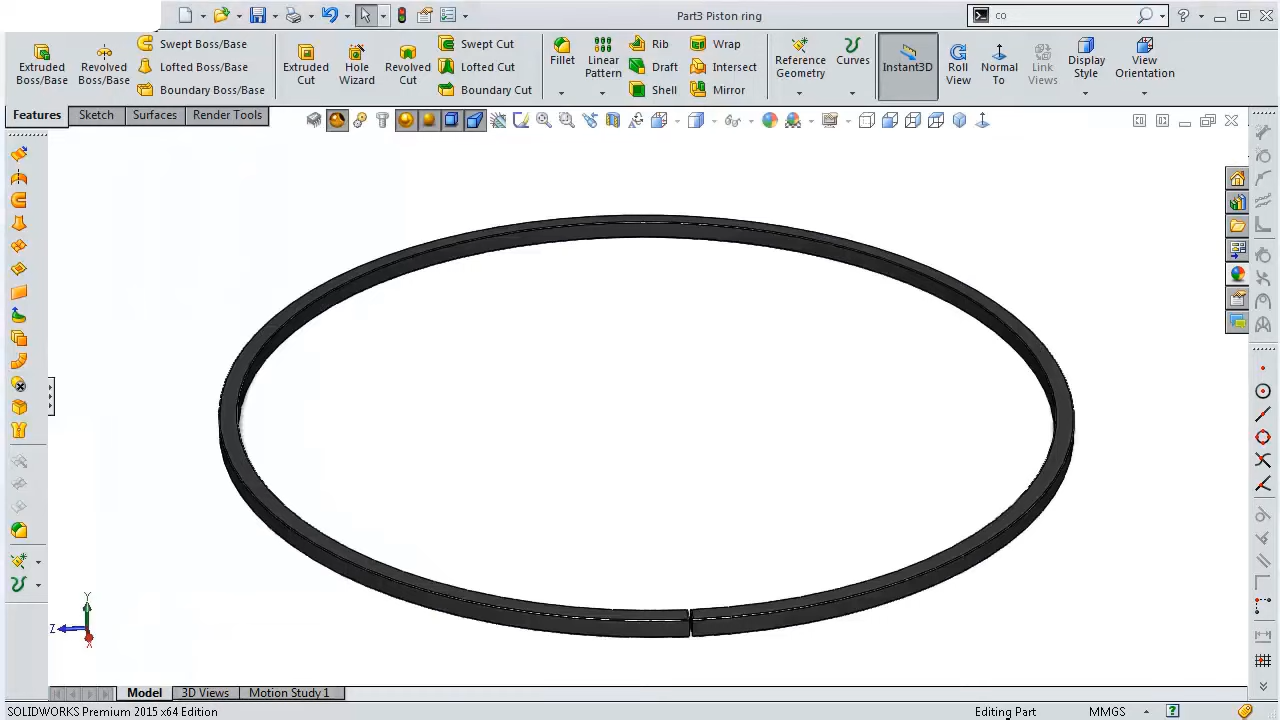 Part3 Piston ring
co
Extruded Boss/Base
Revolved Boss/Base
Swept Boss/Base
Lofted Boss/Base
Boundary Boss/Base
Extruded Cut
Hole Wizard
Revolved Cut
Swept Cut
Lofted Cut
Boundary Cut
Fillet
Linear Pattern
Rib
Draft
Shell
Wrap
Intersect
Mirror
Reference Geometry
Curves
Instant3D
Roll View
Normal To
Link Views
Display Style
View Orientation
Features
Sketch
Surfaces
Render Tools
Y
Z
X
Model
3D Views
Motion Study 1
SOLIDWORKS Premium 2015 x64 Edition
Editing Part
MMGS